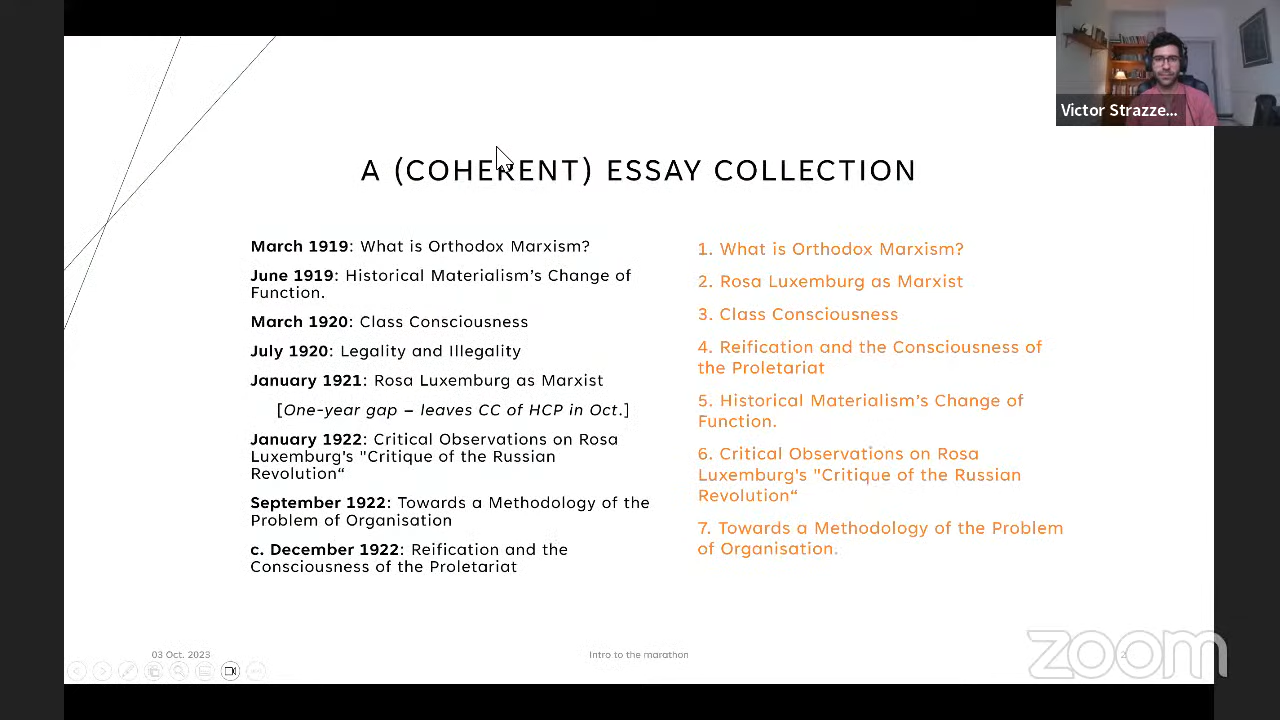 Victor Strazze...
A (COHERENT) ESSAY COLLECTION
March 1919: What is Orthodox Marxism?
June 1919: Historical Materialism's Change of
Function.
March 1920: Class Consciousness
July 1920: Legality and Illegality
January 1921: Rosa Luxemburg as Marxist
[One-year gap – leaves CC of HCP in Oct.]
January 1922: Critical Observations on Rosa
Luxemburg's "Critique of the Russian
Revolution“
September 1922: Towards a Methodology of the
Problem of Organisation
c. December 1922: Reification and the
Consciousness of the Proletariat
1. What is Orthodox Marxism?
2. Rosa Luxemburg as Marxist
3. Class Consciousness
4. Reification and the Consciousness of
the Proletariat
5. Historical Materialism's Change of
Function.
6. Critical Observations on Rosa
Luxemburg's "Critique of the Russian
Revolution“
7. Towards a Methodology of the Problem
of Organisation.
03 Oct. 2023
Intro to the marathon
2
zoom